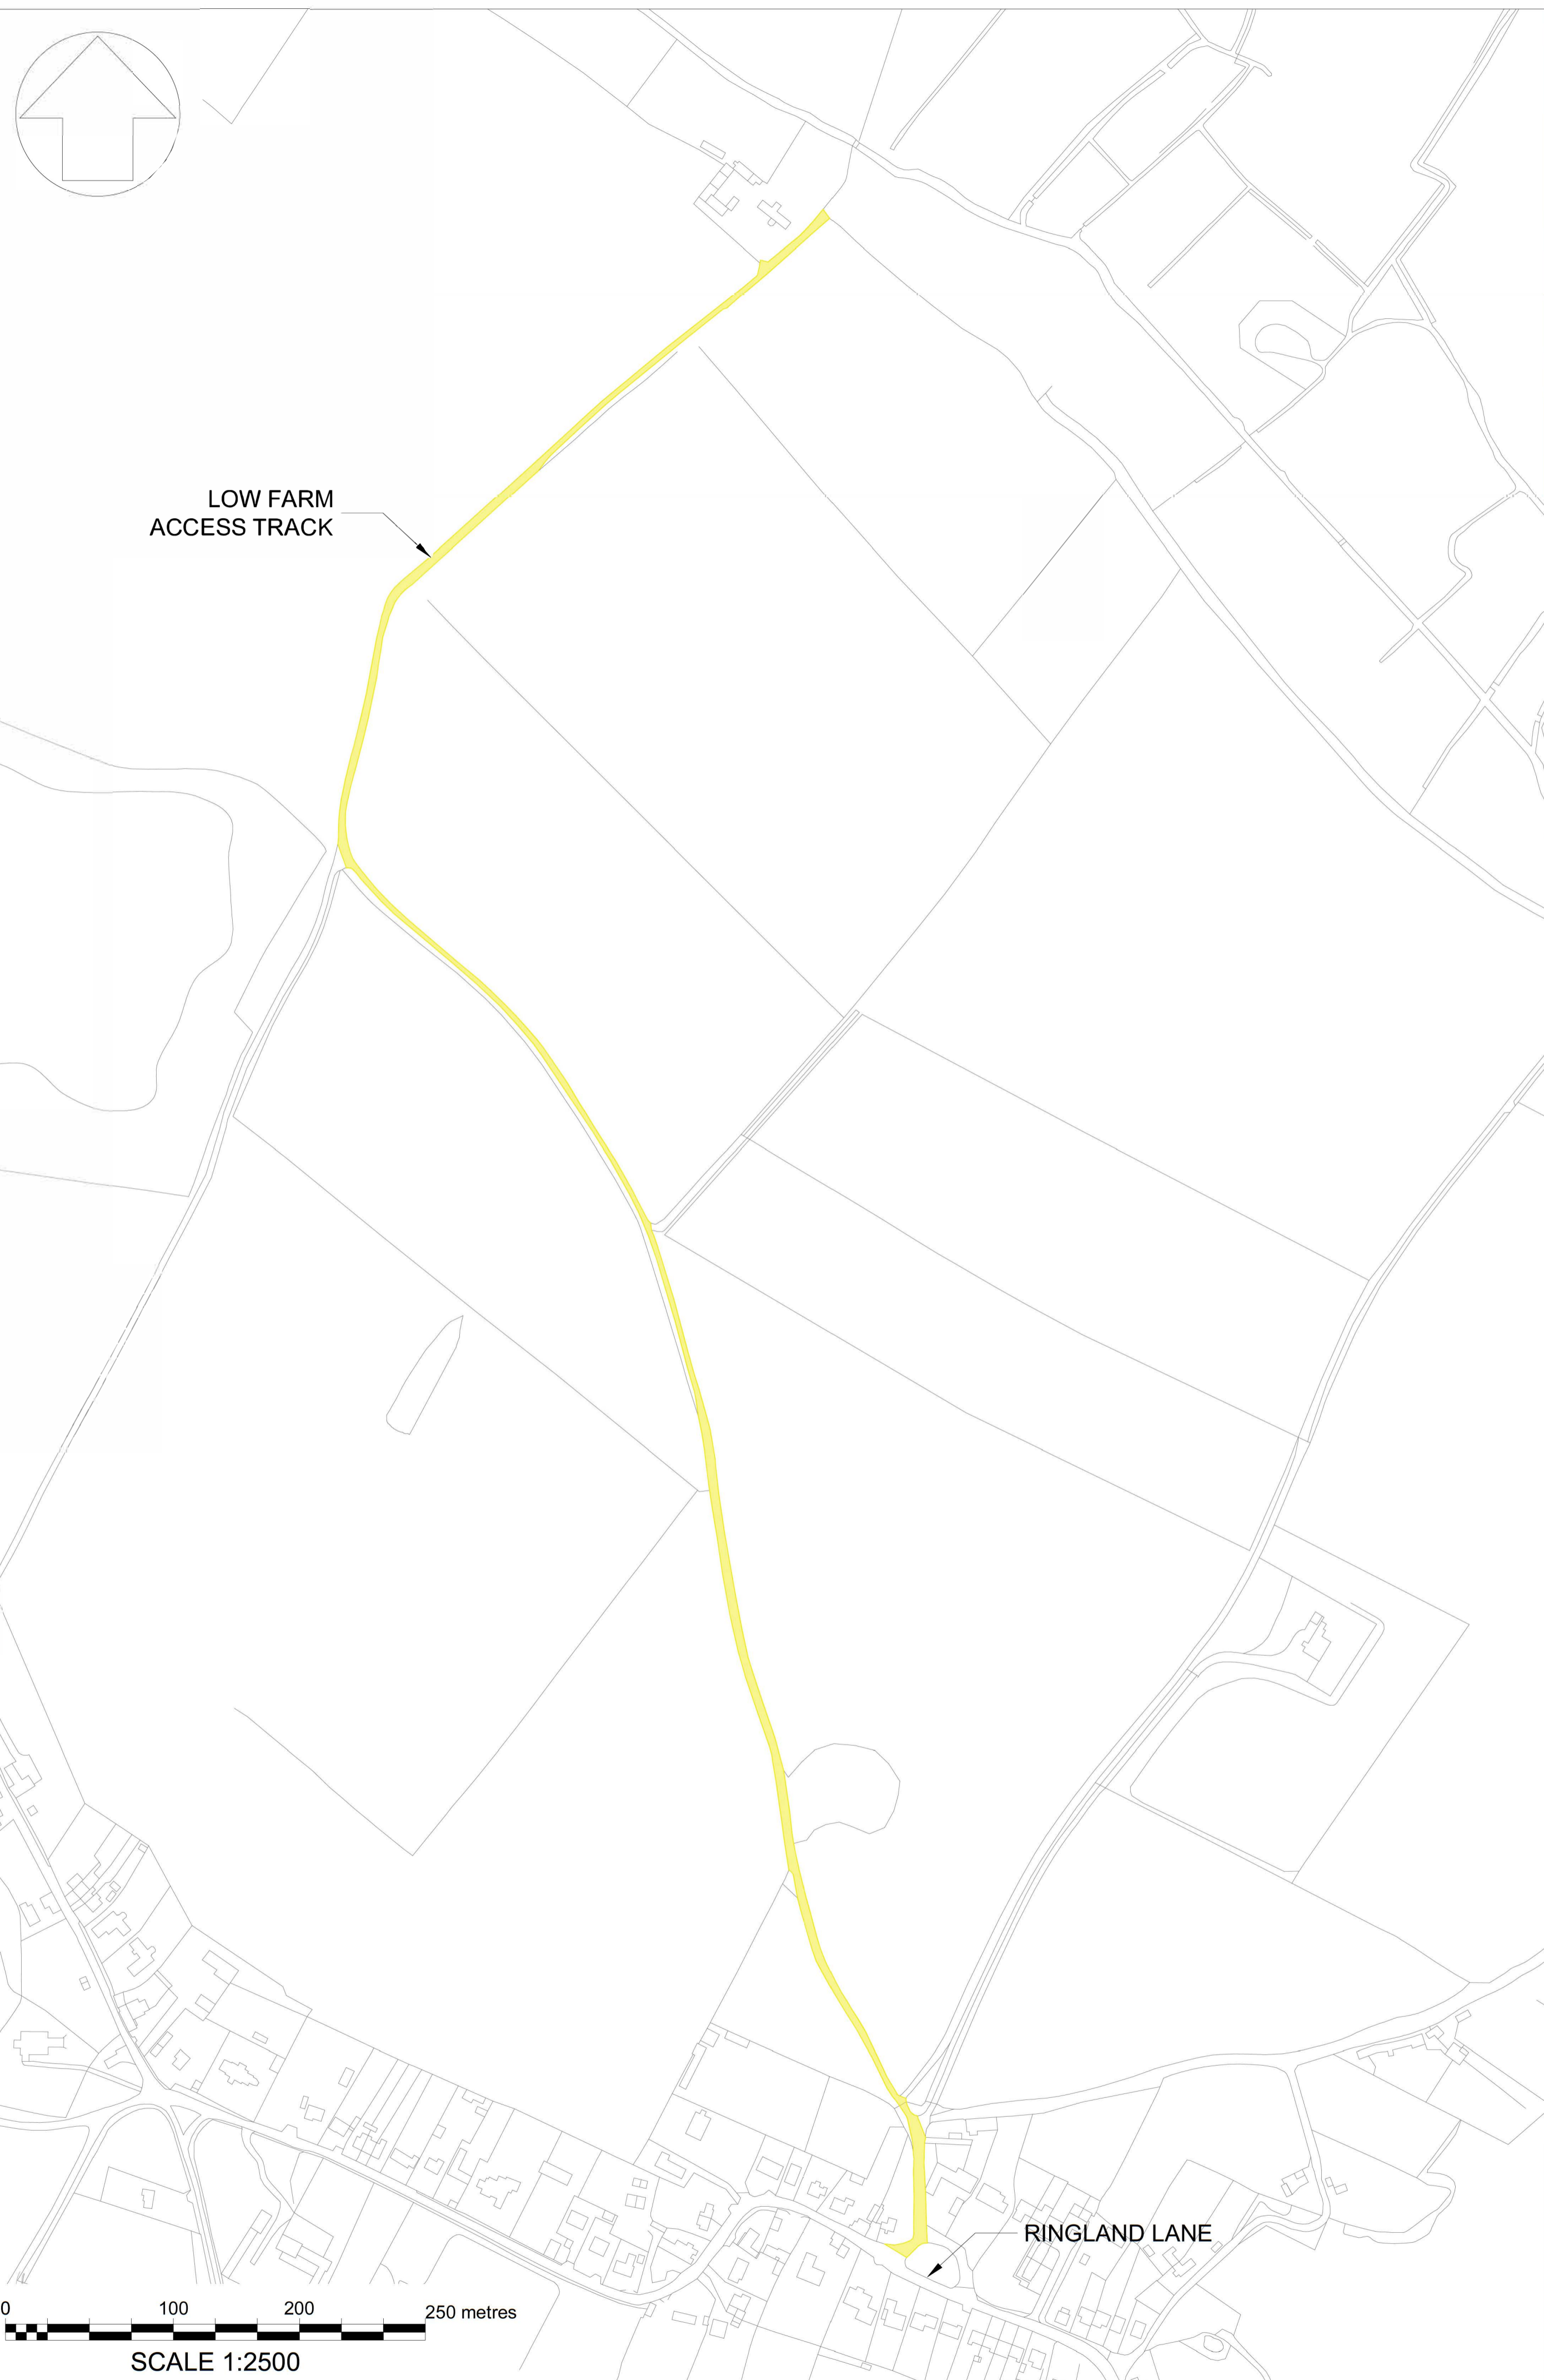 LOW FARM
ACCESS TRACK
RINGLAND LANE
0 100 200 250 metres
SCALE 1:2500